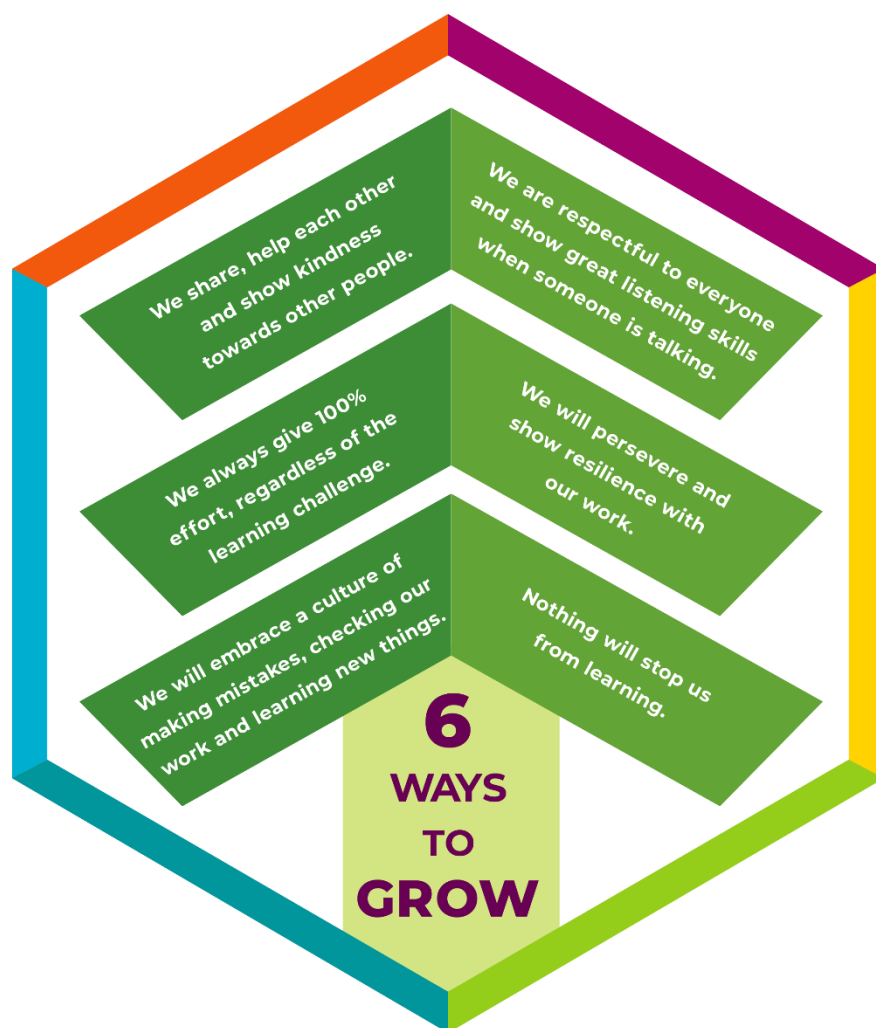 We share, help each other
and show kindness
towards other people.
We are respectful to everyone
and show great listening skills
when someone is talking.
We always give 100%
effort, regardless of the
learning challenge.
We will persevere and
show resilience with
our work.
We will embrace a culture of
making mistakes, checking our
work and learning new things.
Nothing will stop us
from learning.
6
WAYS
TO
GROW